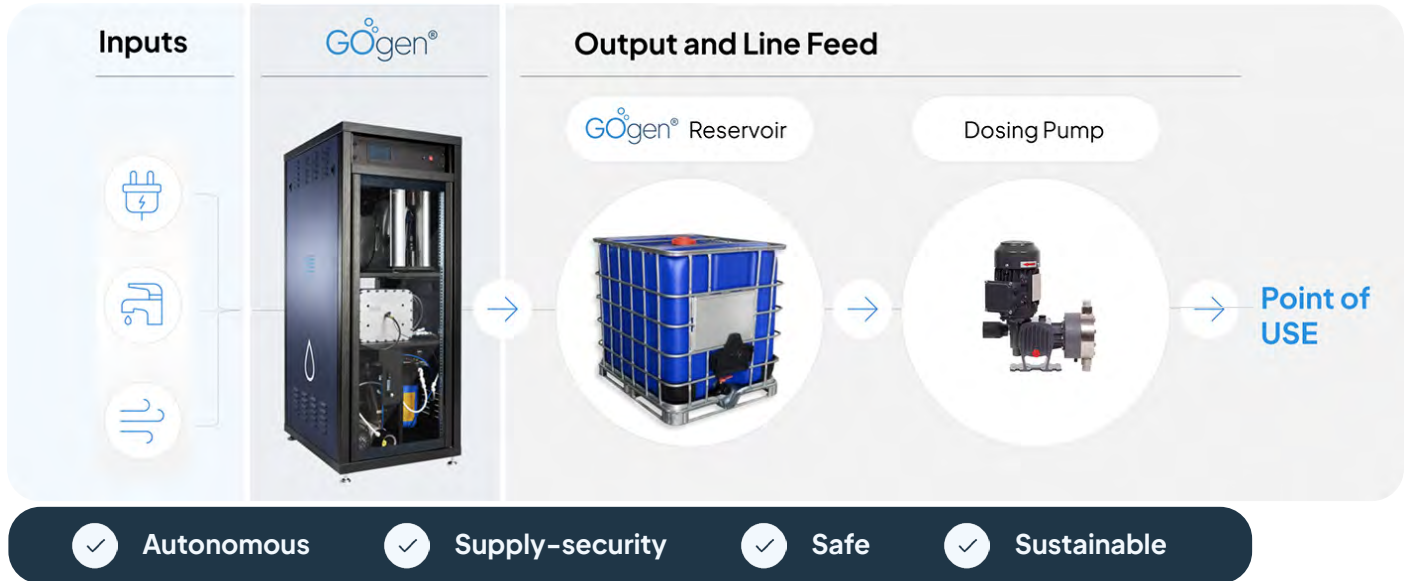 Inputs
GOgen®
Output and Line Feed
GOgen® Reservoir
Dosing Pump
Point of
USE
Autonomous
Supply-security
Safe
Sustainable